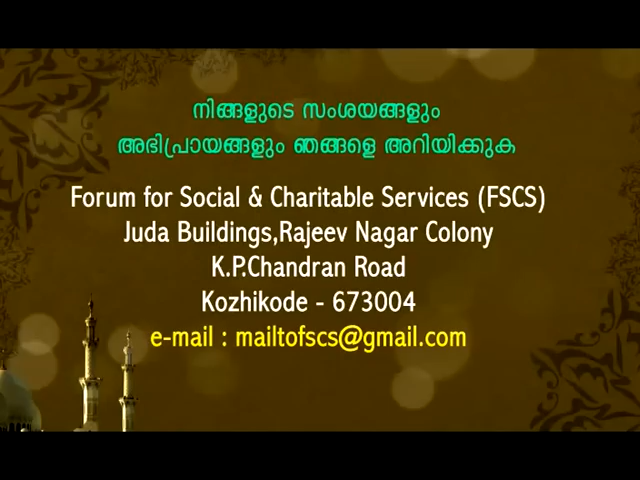 നിങ്ങളുടെ സംശയങ്ങളും
അഭിപ്രായങ്ങളും ഞങ്ങളെ അറിയിക്കുക
Forum for Social & Charitable Services (FSCS)
Juda Buildings,Rajeev Nagar Colony
K.P.Chandran Road
Kozhikode - 673004
e-mail : mailtofscs@gmail.com